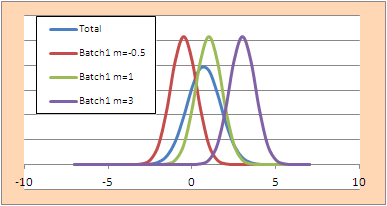 Total
Batch1 m=-0.5
Batch1 m=1
Batch1 m=3
-10 -5 0 5 10